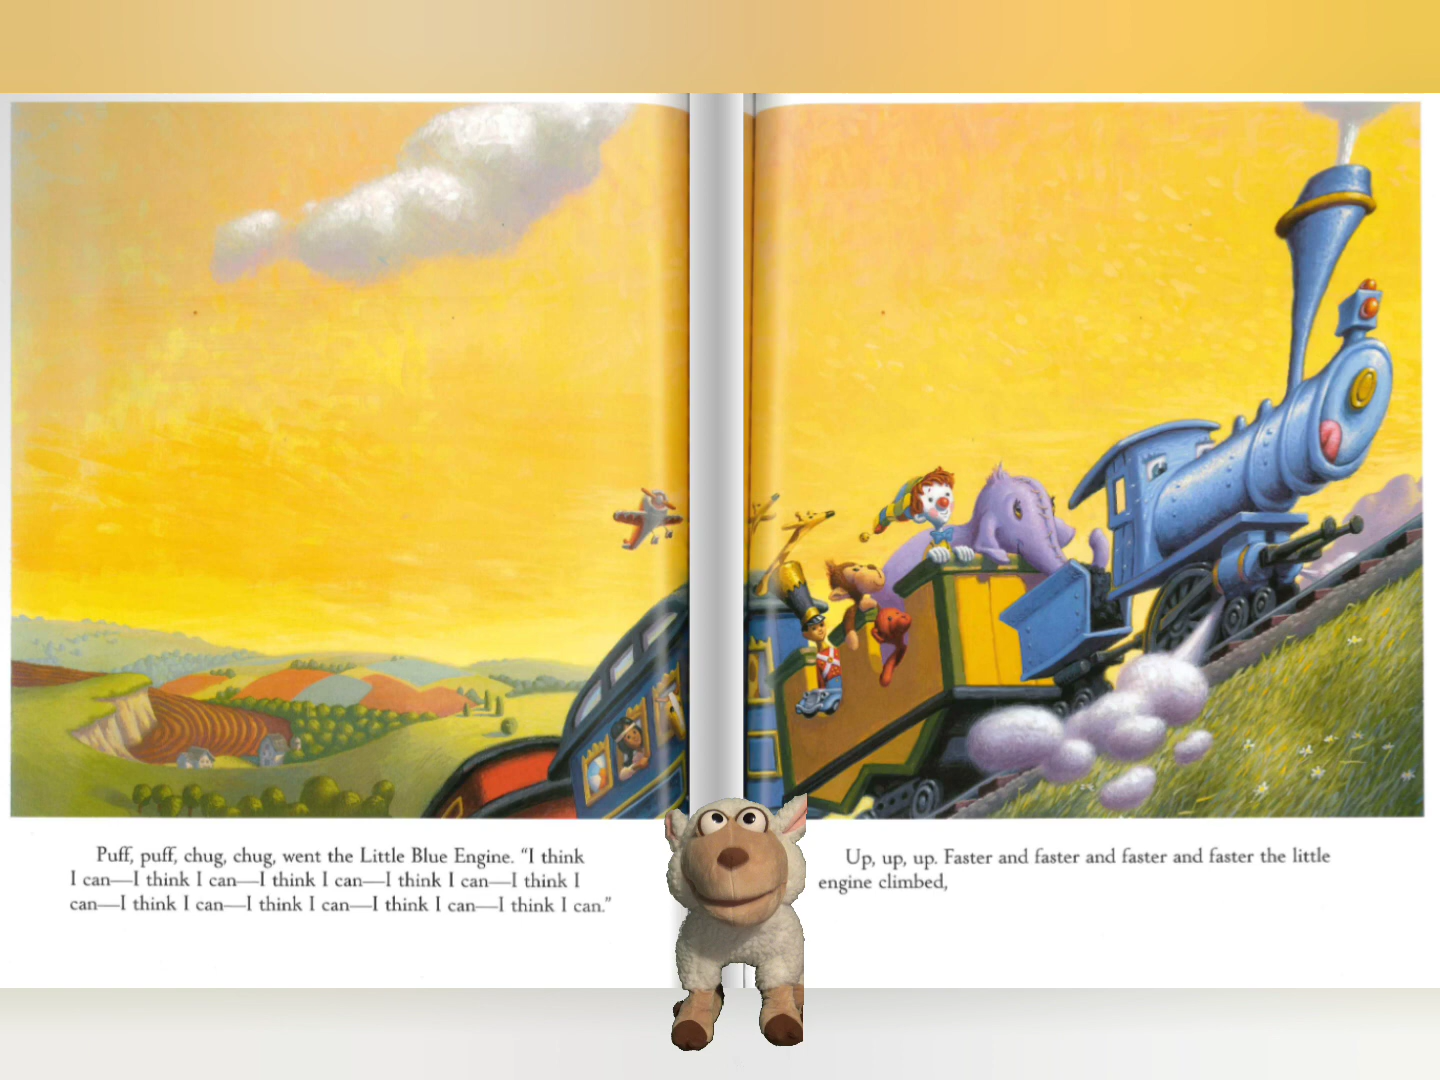 Puff, puff, chug, chug, went the Little Blue Engine. “I think
I can—I think I can—I think I can—I think I can—I think I
can—I think I can—I think I can—I think I can—I think I can.”
Up, up, up. Faster and faster and faster and faster the little
engine climbed,